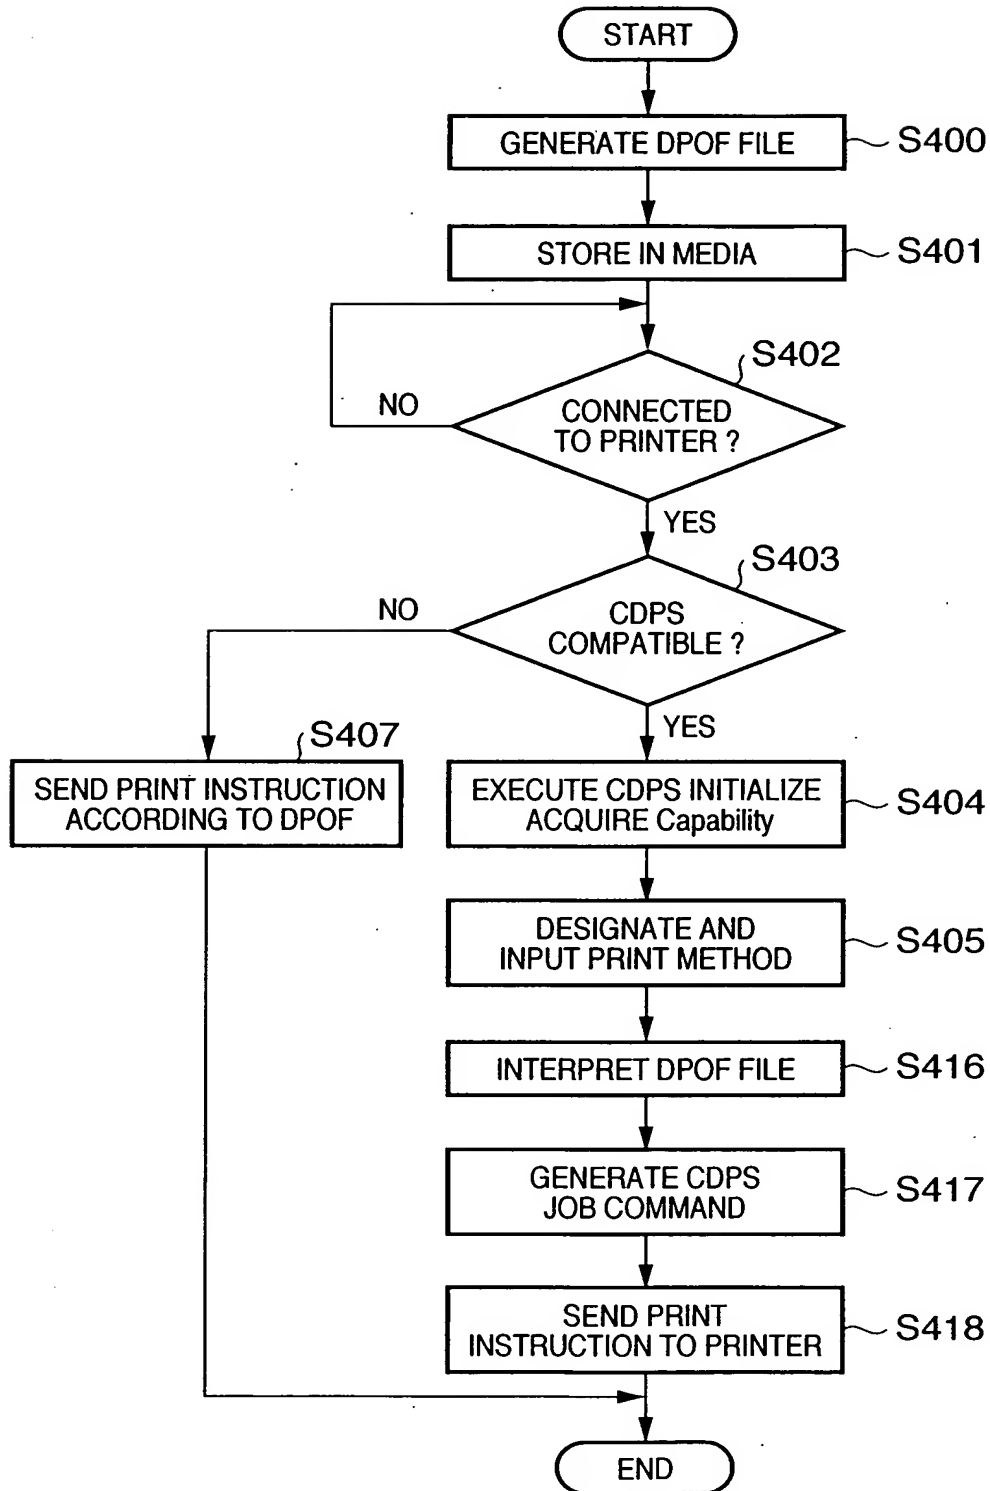 START
GENERATE DPOF FILE
S400
STORE IN MEDIA
S401
S402
NO
CONNECTED
TO PRINTER ?
YES
S403
NO
CDPS
COMPATIBLE ?
YES
S407
SEND PRINT INSTRUCTION
ACCORDING TO DPOF
EXECUTE CDPS INITIALIZE
ACQUIRE Capability
S404
DESIGNATE AND
INPUT PRINT METHOD
S405
INTERPRET DPOF FILE
S416
GENERATE CDPS
JOB COMMAND
S417
SEND PRINT
INSTRUCTION TO PRINTER
S418
END